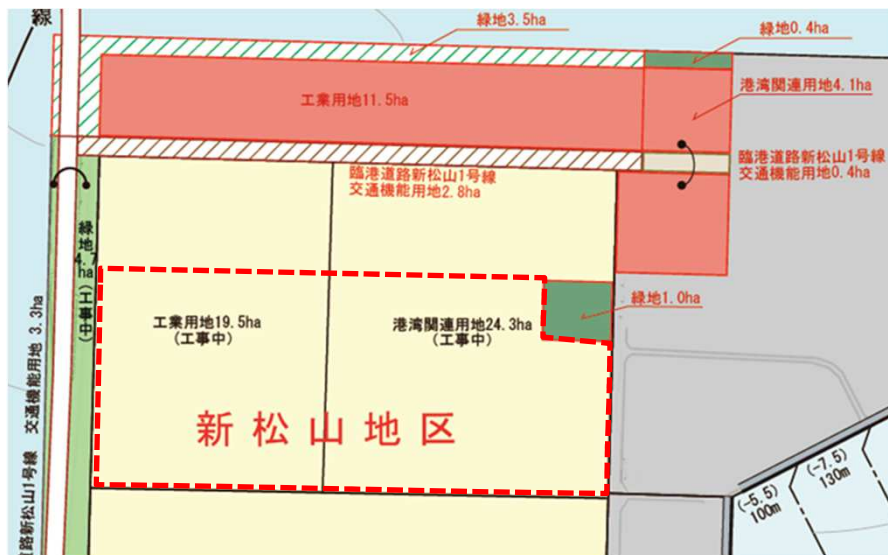 線
緑地3.5ha
緑地0.4ha
工業用地11.5ha
港湾関連用地4.1ha
臨港道路新松山1号線
交通機能用地2.8ha
臨港道路新松山1号線
交通機能用地0.4ha
緑地4.7ha(工事中)
交通機能用地 3.3ha
路新松山1号線
工業用地19.5ha
(工事中)
港湾関連用地24.3ha
(工事中)
緑地1.0ha
新松山地区
(-5.5)
100m
(-7.5)
130m